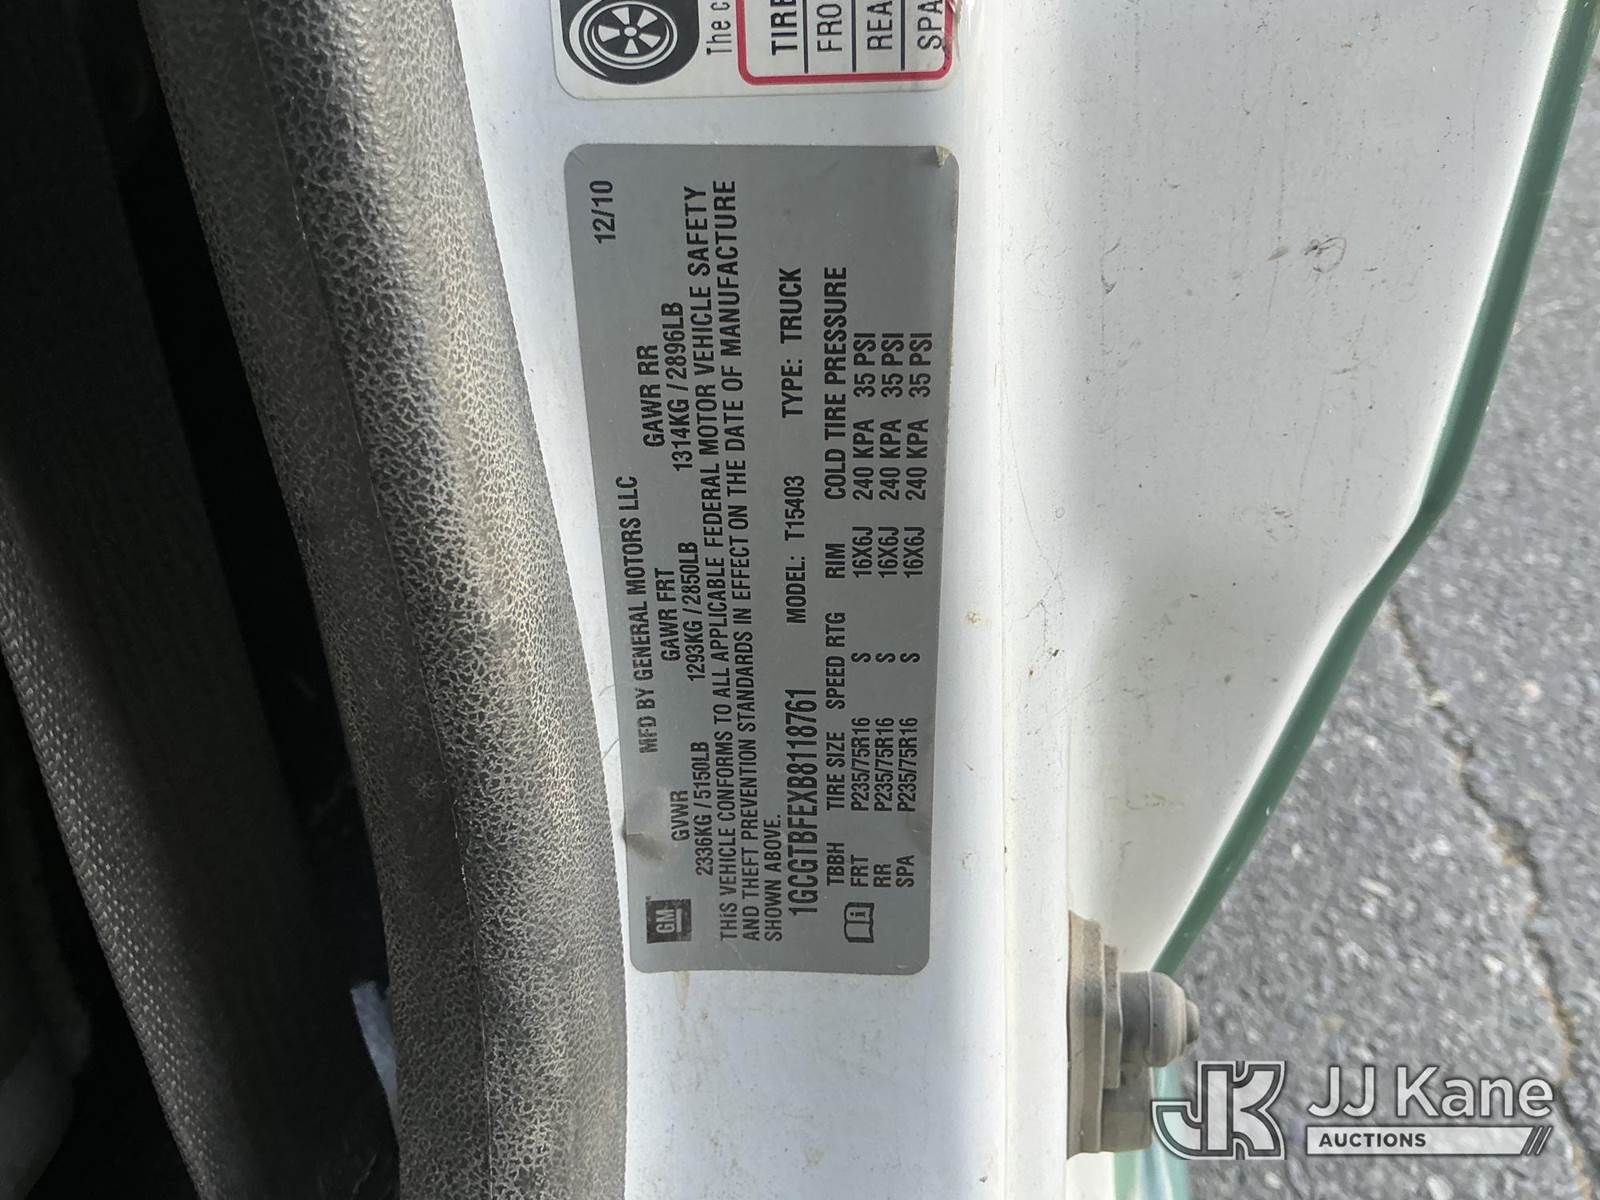 The c
TIRE
FRO
REA
SPA
12/10
MFD BY GENERAL MOTORS LLC
GM
GVWR GAWR FRT GAWR RR
2336KG / 5150LB 1293KG / 2850LB 1314KG / 2896LB
THIS VEHICLE CONFORMS TO ALL APPLICABLE FEDERAL MOTOR VEHICLE SAFETY
AND THEFT PREVENTION STANDARDS IN EFFECT ON THE DATE OF MANUFACTURE
SHOWN ABOVE.
1GCGTBFEXB8118761 MODEL: T15403 TYPE: TRUCK
TBBH TIRE SIZE SPEED RTG RIM COLD TIRE PRESSURE
FRT P235/75R16 S 16X6J 240 KPA 35 PSI
RR P235/75R16 S 16X6J 240 KPA 35 PSI
SPA P235/75R16 S 16X6J 240 KPA 35 PSI
JK JJ Kane
AUCTIONS